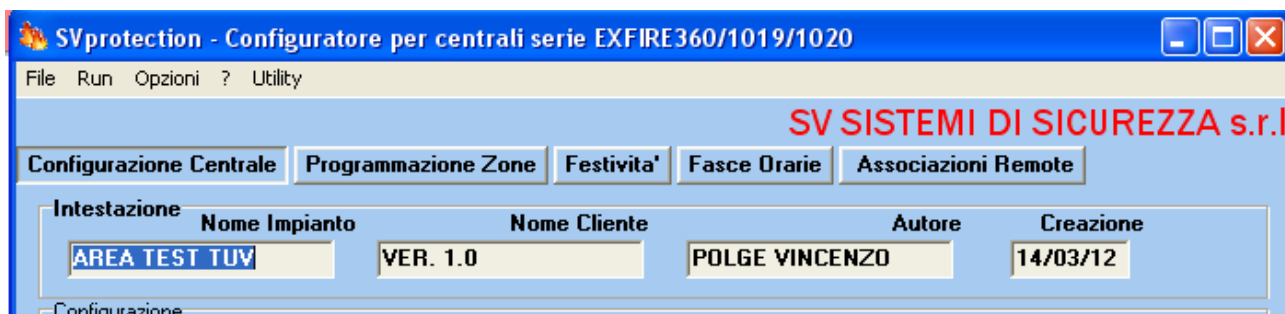 SVprotection - Configuratore per centrali serie EXFIRE360/1019/1020
File Run Opzioni ? Utility
SV SISTEMI DI SICUREZZA s.r.l
Configurazione Centrale Programmazione Zone Festivita' Fasce Orarie Associazioni Remote
Intestazione
Nome Impianto Nome Cliente Autore Creazione
AREA TEST TUV VER. 1.0 POLGE VINCENZO 14/03/12
Configurazione